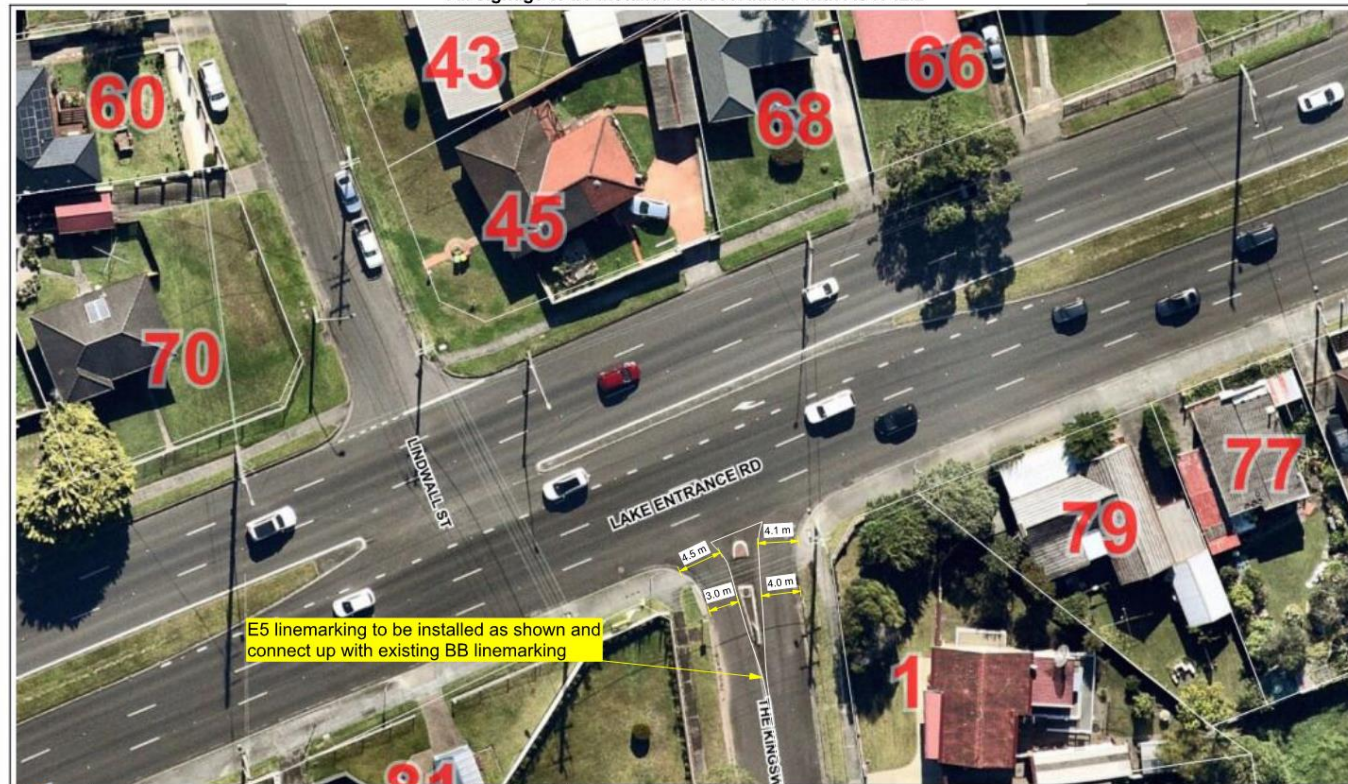 60
43
66
68
45
70
LINDWALL ST
LAKE ENTRANCE RD
77
79
4.5 m
4.1 m
3.0 m
4.0 m
E5 linemarking to be installed as shown and
connect up with existing BB linemarking
1
THE
81